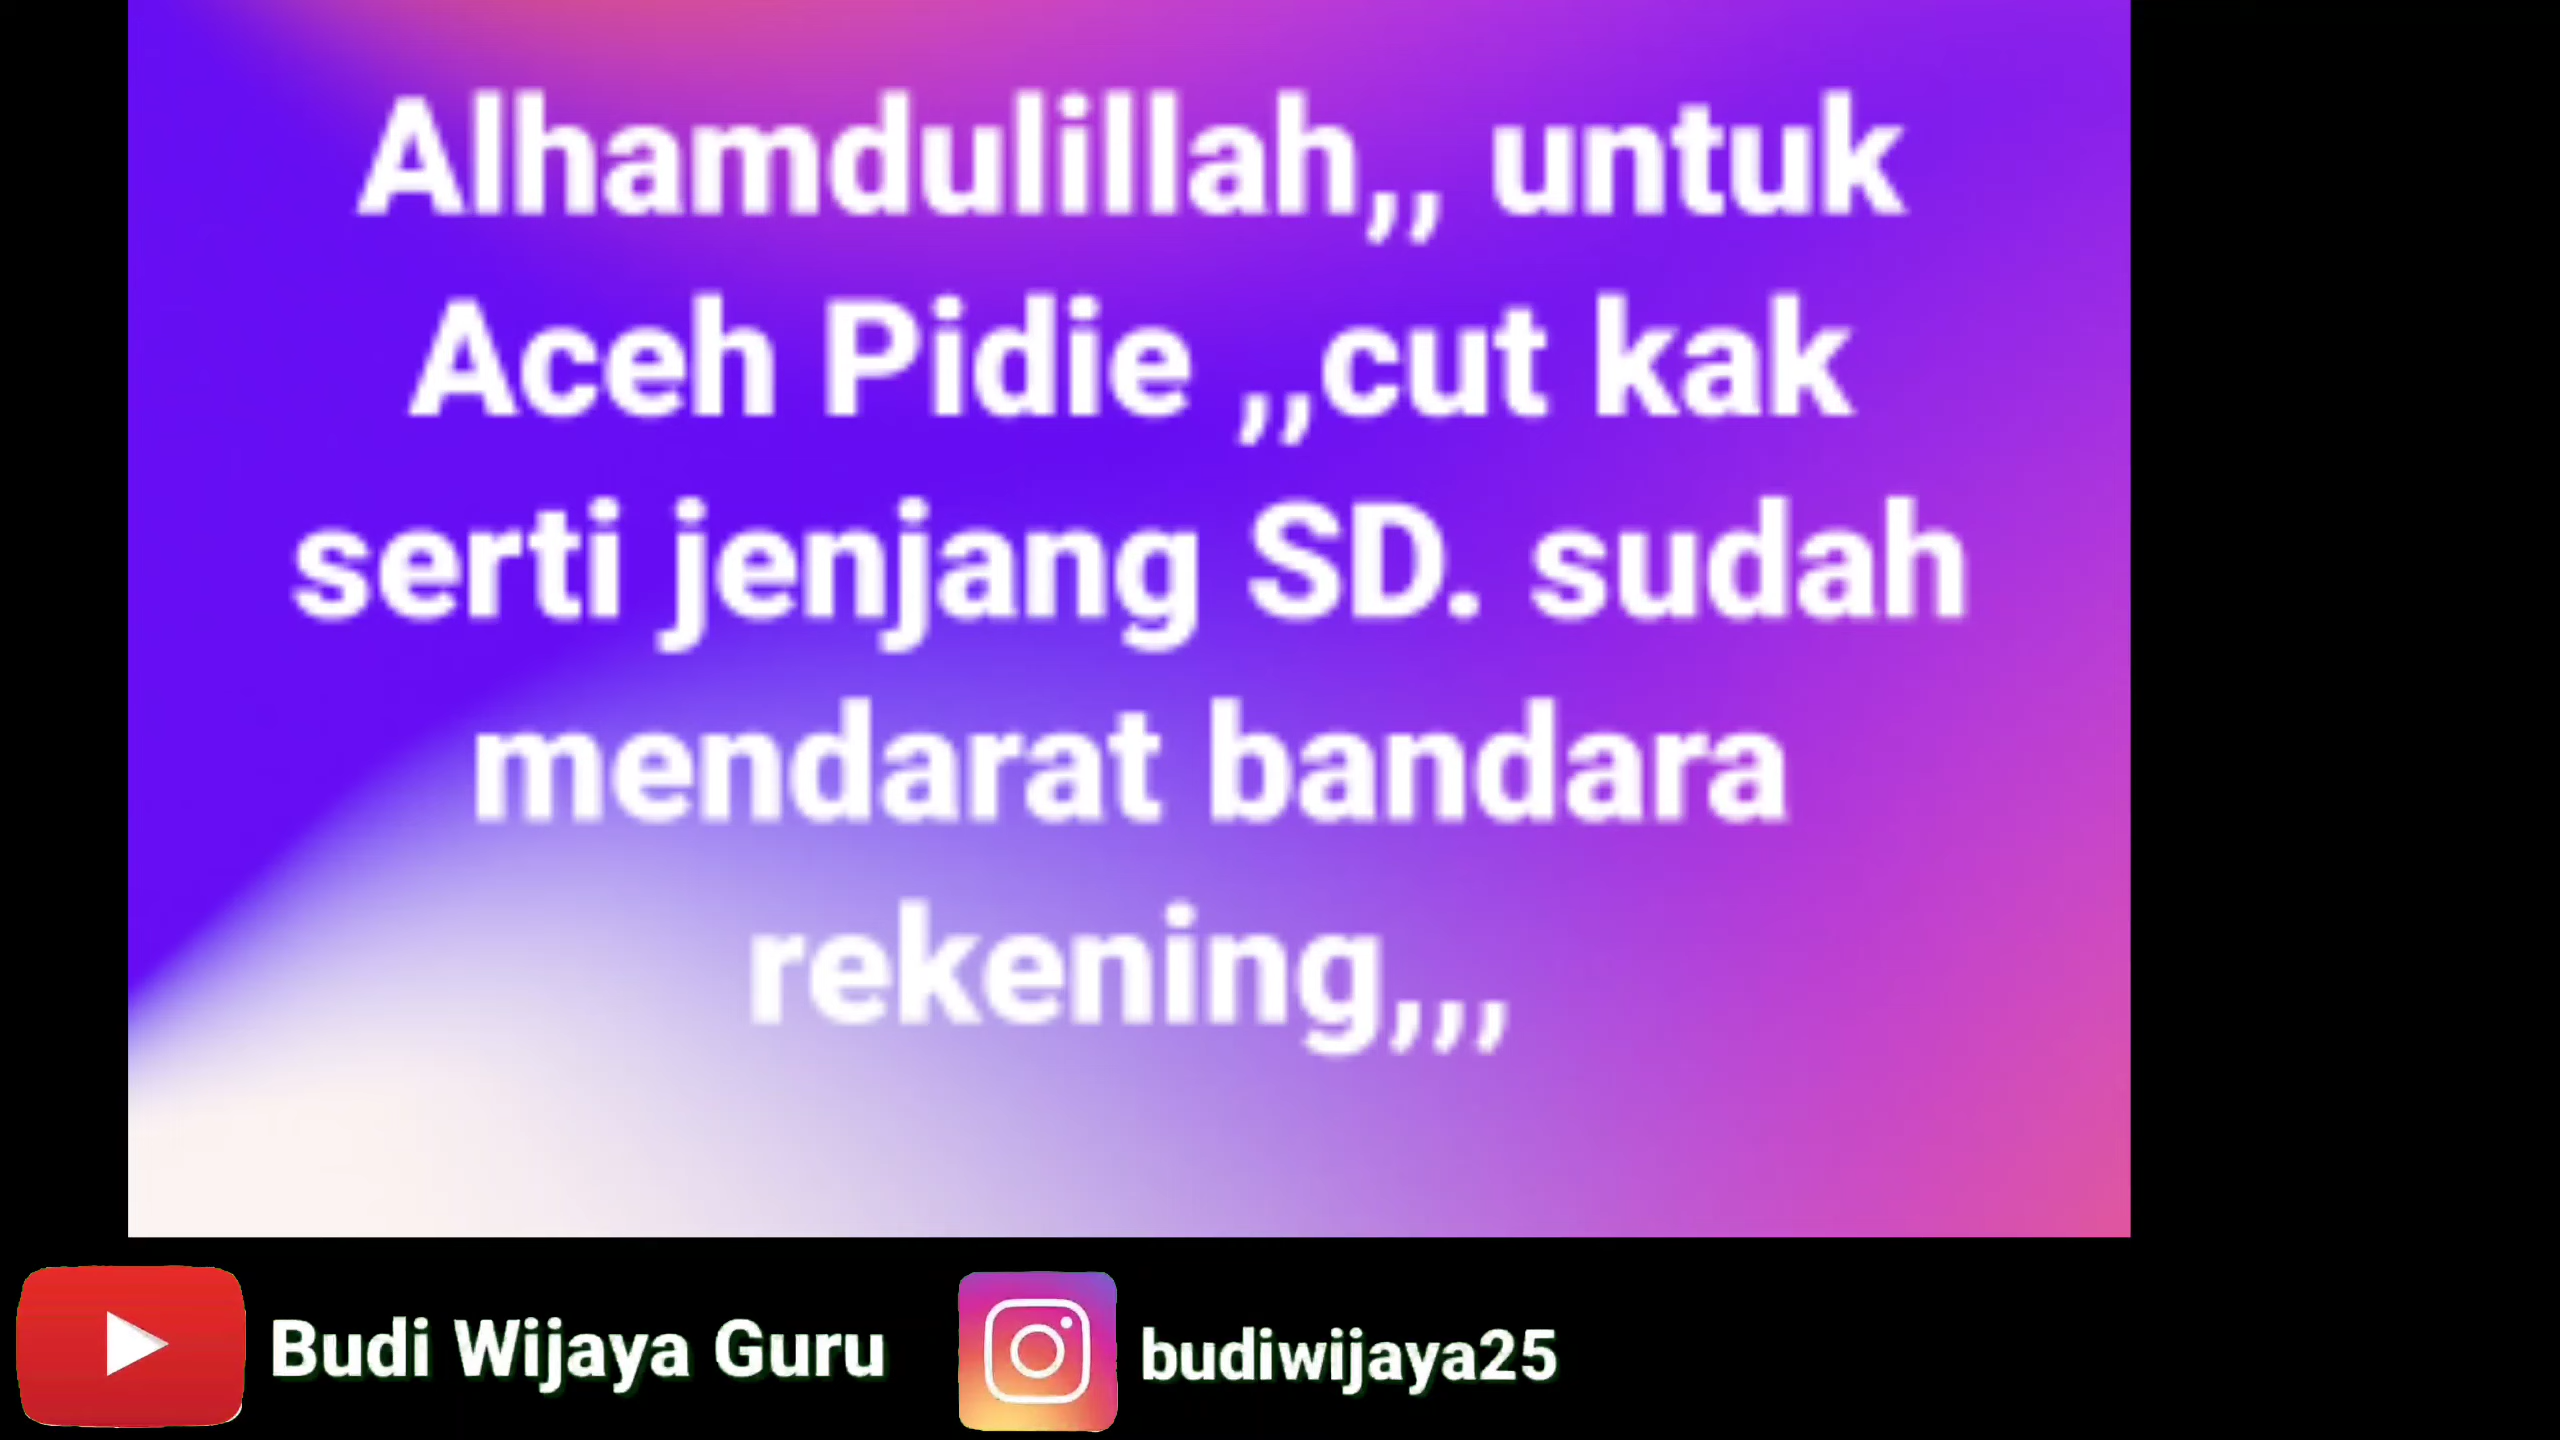 Alhamdulillah,, untuk
Aceh Pidie ,,cut kak
serti jenjang SD. sudah
mendarat bandara
rekening,,,
Budi Wijaya Guru
budiwijaya25